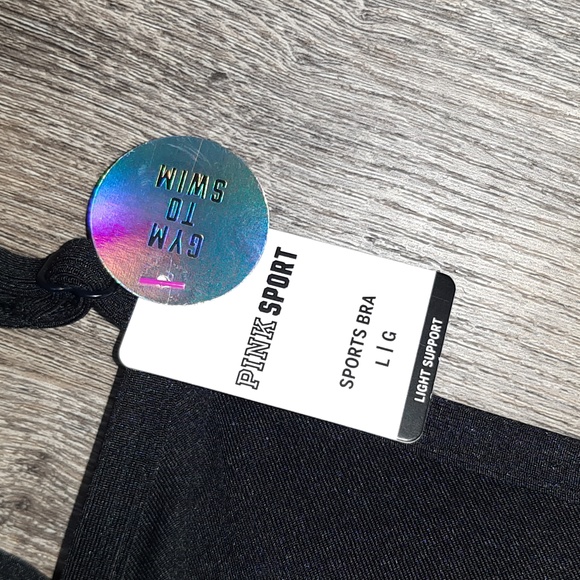 GYM
TO
SWIM
PINK SPORT
SPORTS BRA
L | G
LIGHT SUPPORT